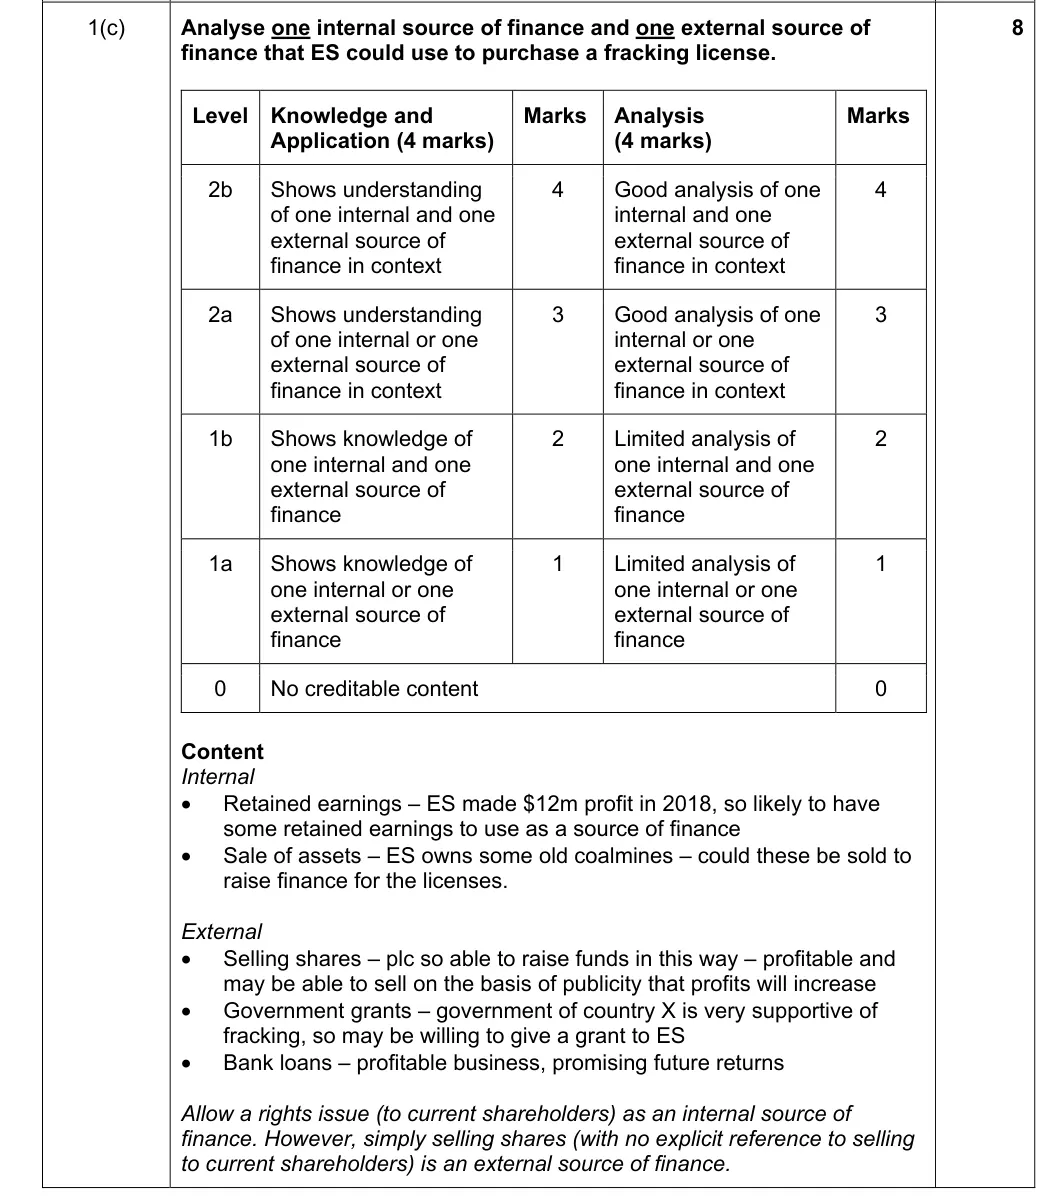 1(c)
Analyse one internal source of finance and one external source of
finance that ES could use to purchase a fracking license.
8
Level
Knowledge and
Application (4 marks)
Marks
Analysis
(4 marks)
Marks
2b
Shows understanding
of one internal and one
external source of
finance in context
4
Good analysis of one
internal and one
external source of
finance in context
4
2a
Shows understanding
of one internal or one
external source of
finance in context
3
Good analysis of one
internal or one
external source of
finance in context
3
1b
Shows knowledge of
one internal and one
external source of
finance
2
Limited analysis of
one internal and one
external source of
finance
2
1a
Shows knowledge of
one internal or one
external source of
finance
1
Limited analysis of
one internal or one
external source of
finance
1
0
No creditable content
0
Content
Internal
• Retained earnings – ES made $12m profit in 2018, so likely to have
some retained earnings to use as a source of finance
• Sale of assets – ES owns some old coalmines – could these be sold to
raise finance for the licenses.
External
• Selling shares – plc so able to raise funds in this way – profitable and
may be able to sell on the basis of publicity that profits will increase
• Government grants – government of country X is very supportive of
fracking, so may be willing to give a grant to ES
• Bank loans – profitable business, promising future returns
Allow a rights issue (to current shareholders) as an internal source of
finance. However, simply selling shares (with no explicit reference to selling
to current shareholders) is an external source of finance.